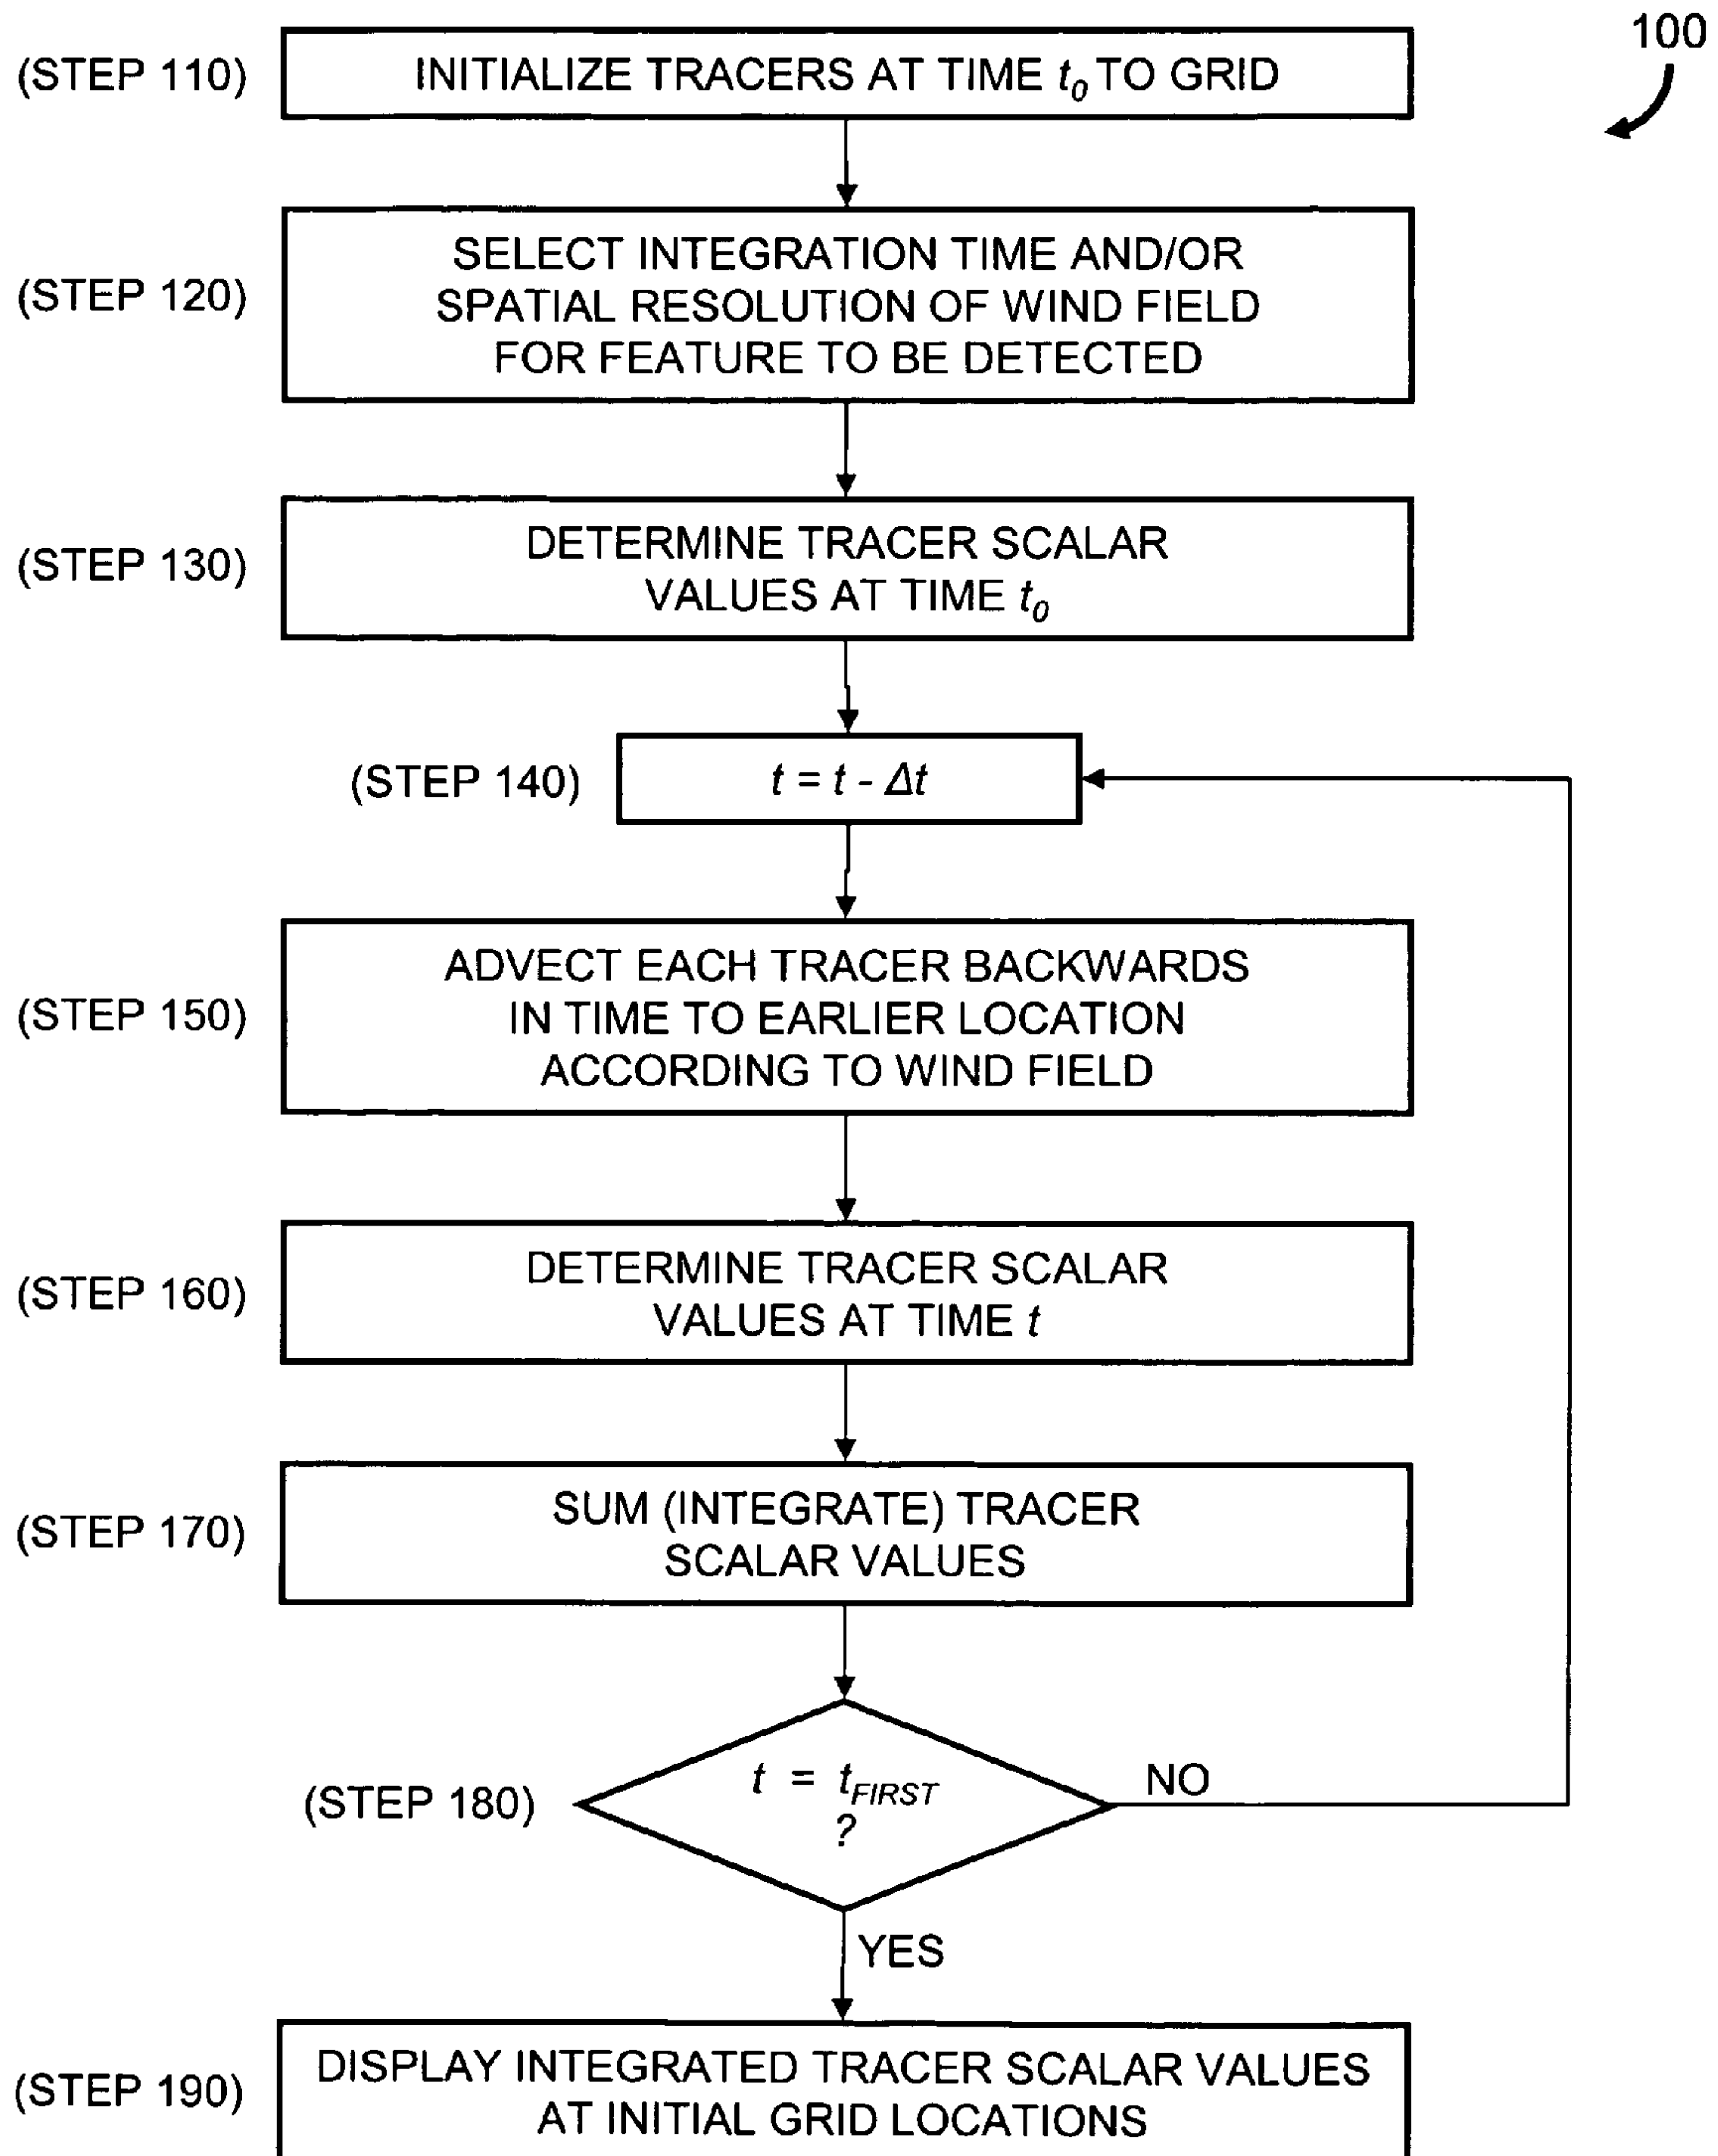 100
(STEP 110)
INITIALIZE TRACERS AT TIME t0 TO GRID
(STEP 120)
SELECT INTEGRATION TIME AND/OR
SPATIAL RESOLUTION OF WIND FIELD
FOR FEATURE TO BE DETECTED
(STEP 130)
DETERMINE TRACER SCALAR
VALUES AT TIME t0
(STEP 140)
t = t - Δt
(STEP 150)
ADVECT EACH TRACER BACKWARDS
IN TIME TO EARLIER LOCATION
ACCORDING TO WIND FIELD
(STEP 160)
DETERMINE TRACER SCALAR
VALUES AT TIME t
(STEP 170)
SUM (INTEGRATE) TRACER
SCALAR VALUES
(STEP 180)
t = tFIRST
?
NO
YES
(STEP 190)
DISPLAY INTEGRATED TRACER SCALAR VALUES
AT INITIAL GRID LOCATIONS